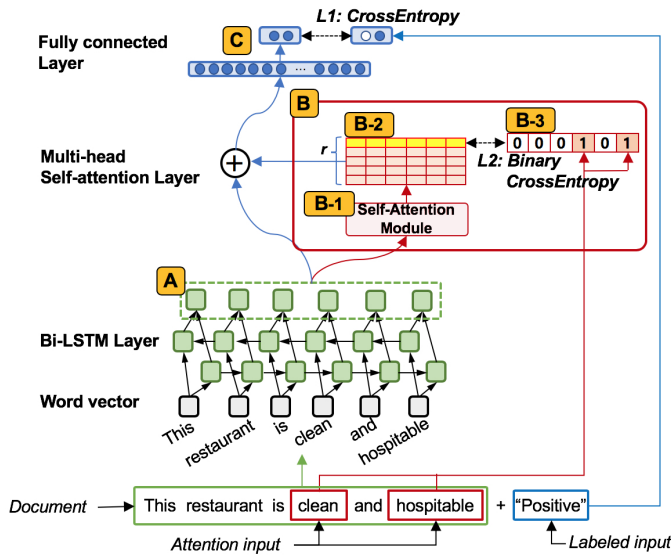 L1: CrossEntropy
C
Fully connected
Layer
...
B
B-2
B-3
r
0 0 0 1 0 1
L2: Binary
CrossEntropy
Multi-head
Self-attention Layer
+
B-1
Self-Attention
Module
A
Bi-LSTM Layer
Word vector
This restaurant is clean and hospitable
Document
This restaurant is clean and hospitable + “Positive”
Attention input
Labeled input